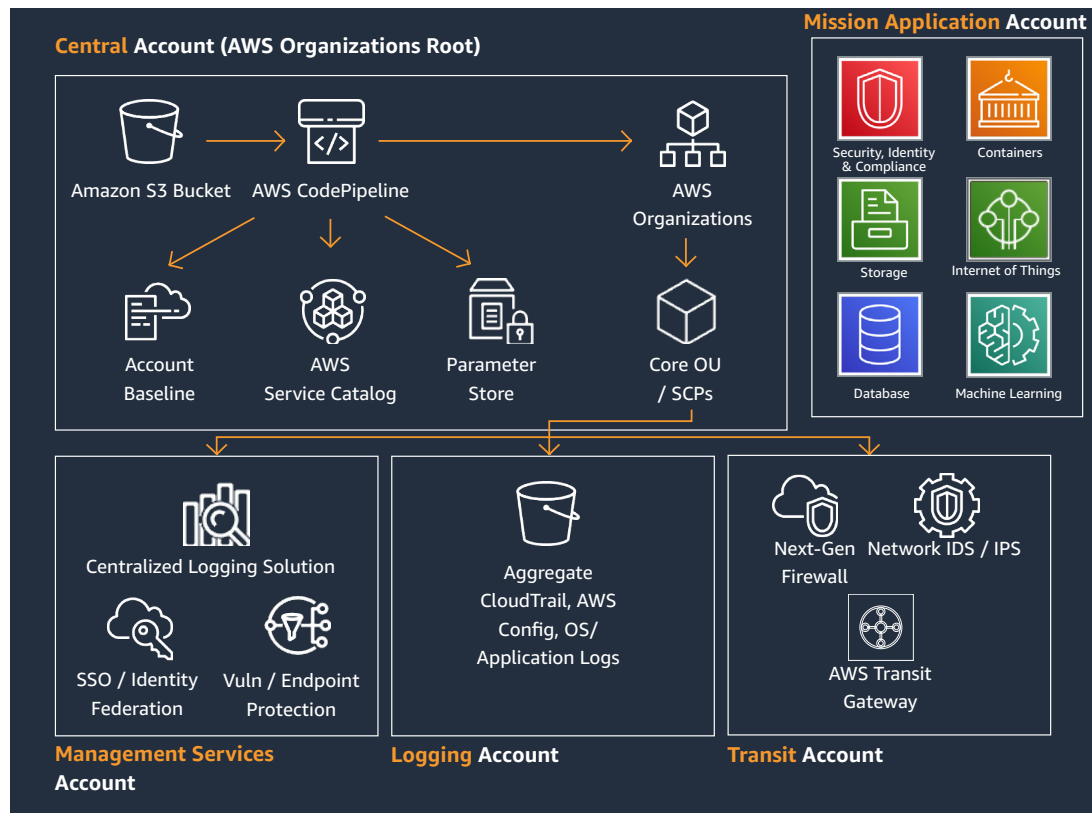 Central Account (AWS Organizations Root)
Amazon S3 Bucket
AWS CodePipeline
AWS
Organizations
Account
Baseline
AWS
Service Catalog
Parameter
Store
Core OU
/ SCPs
Mission Application Account
Security, Identity
& Compliance
Containers
Storage
Internet of Things
Database
Machine Learning
Centralized Logging Solution
SSO / Identity
Federation
Vuln / Endpoint
Protection
Management Services
Account
Aggregate
CloudTrail, AWS
Config, OS/
Application Logs
Logging Account
Next-Gen
Firewall
Network IDS / IPS
AWS Transit
Gateway
Transit Account